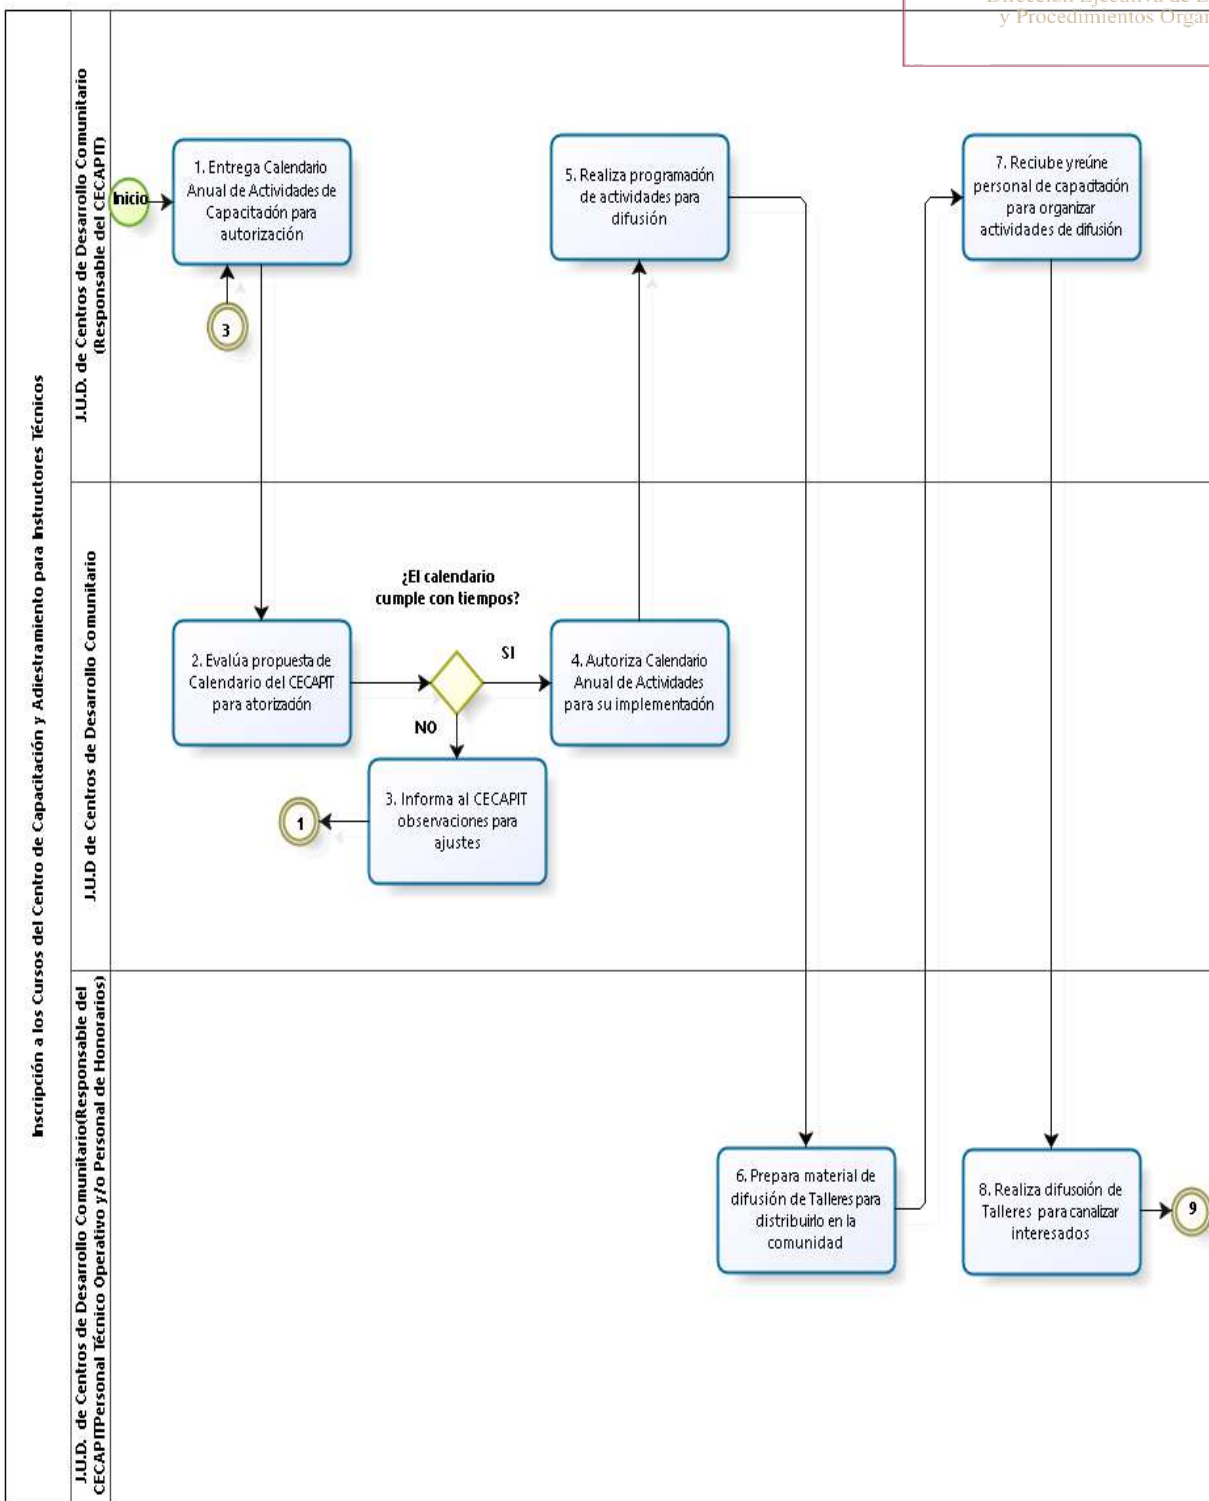 y Procedimientos Organ
Inscripción a los Cursos del Centro de Capacitación y Adiestramiento para Instructores Técnicos
J.U.D. de Centros de Desarrollo Comunitario
(Responsable del CECAPIT)
Inicio
1. Entrega Calendario
Anual de Actividades de
Capacitación para
autorización
3
5. Realiza programación
de actividades para
difusión
7. Reciube y reúne
personal de capacitación
para organizar
actividades de difusión
J.U.D de Centros de Desarrollo Comunitario
2. Evalúa propuesta de
Calendario del CECAPIT
para atorización
¿El calendario
cumple con tiempos?
SI
NO
4. Autoriza Calendario
Anual de Actividades
para su implementación
3. Informa al CECAPIT
observaciones para
ajustes
1
J.U.D. de Centros de Desarrollo Comunitario(Responsable del
CECAPITPersonal Técnico Operativo y/o Personal de Honorarios)
6. Prepara material de
difusión de Talleres para
distribuirlo en la
comunidad
8. Realiza difusoión de
Talleres para canalizar
interesados
9